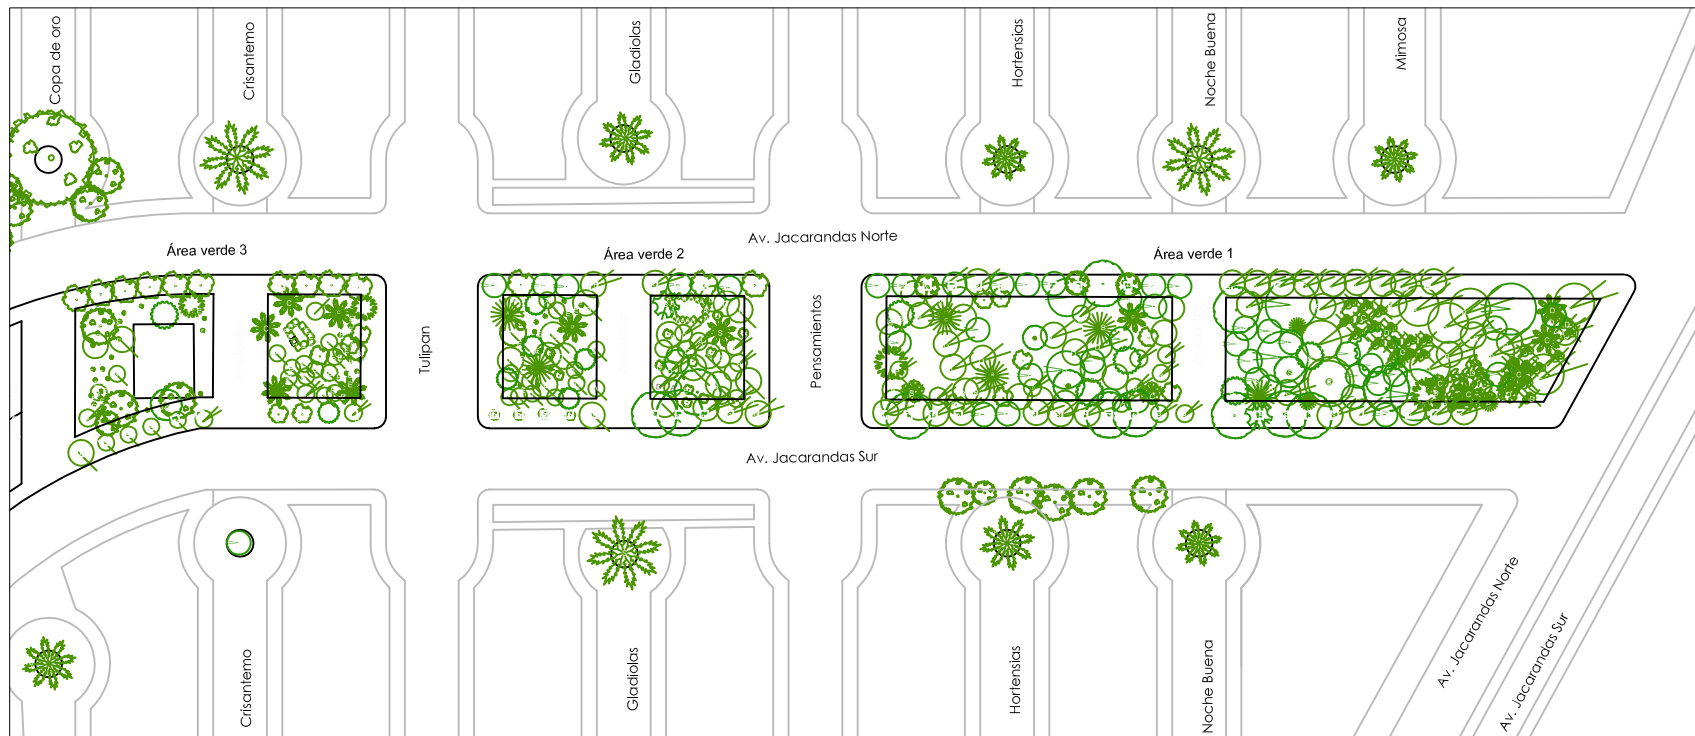 Copa de oro
Crisantemo
Gladiolas
Hortensias
Noche Buena
Mimosa
Av. Jacarandas Norte
Área verde 3
Área verde 2
Área verde 1
Tulipan
Pensamientos
Av. Jacarandas Sur
Crisantemo
Gladiolas
Hortensias
Noche Buena
Av. Jacarandas Norte
Av. Jacarandas Sur